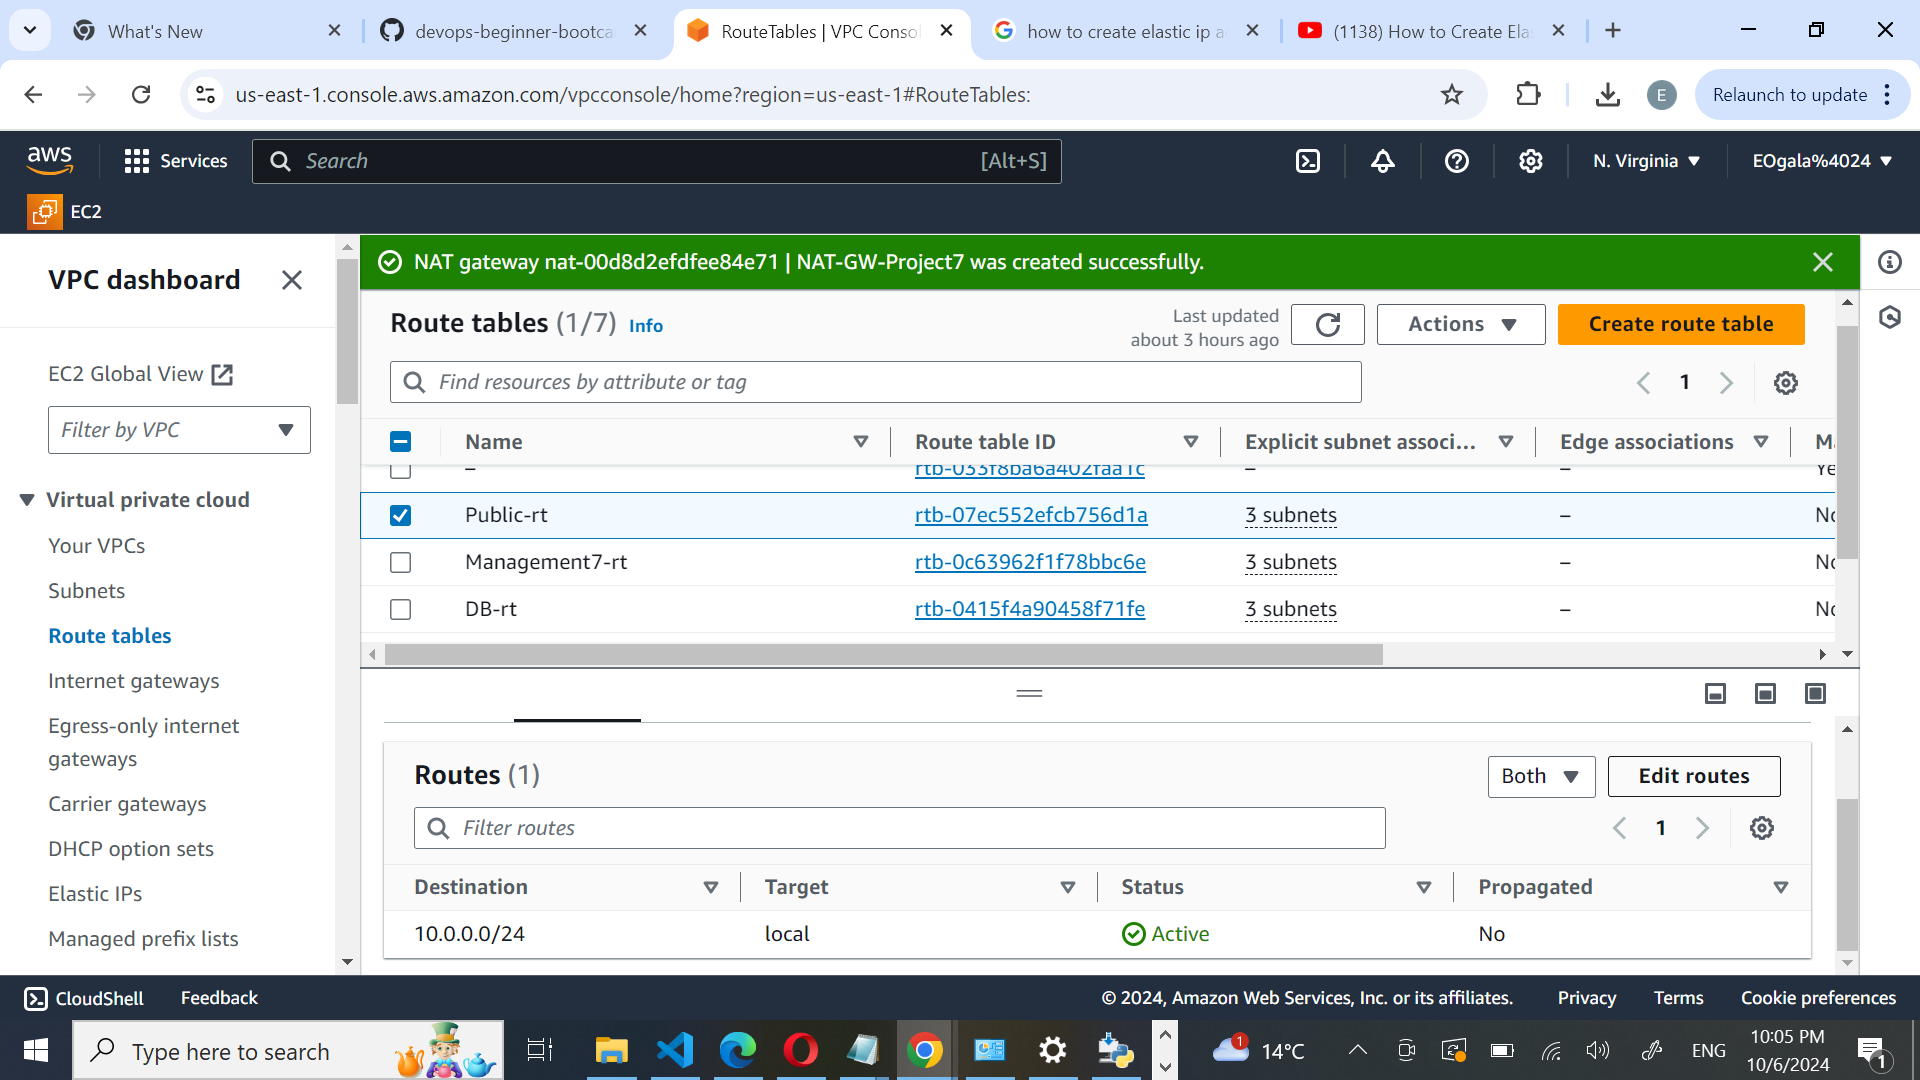 What's New
devops-beginner-bootca
RouteTables | VPC Consol
how to create elastic ip a
(1138) How to Create Ela
us-east-1.console.aws.amazon.com/vpcconsole/home?region=us-east-1#RouteTables:
E
Relaunch to update
aws
Services
Search
[Alt+S]
N. Virginia
EOgala%4024
EC2
VPC dashboard
EC2 Global View
Filter by VPC
Virtual private cloud
Your VPCs
Subnets
Route tables
Internet gateways
Egress-only internet
gateways
Carrier gateways
DHCP option sets
Elastic IPs
Managed prefix lists
NAT gateway nat-00d8d2efdfee84e71 | NAT-GW-Project7 was created successfully.
Route tables (1/7) Info
Last updated
about 3 hours ago
Actions
Create route table
Find resources by attribute or tag
1
Name
Route table ID
Explicit subnet associ...
Edge associations
Ma
– rtb-033f8ba6a402faa1c – – Ye
Public-rt rtb-07ec552efcb756d1a 3 subnets – No
Management7-rt rtb-0c63962f1f78bbc6e 3 subnets – No
DB-rt rtb-0415f4a90458f71fe 3 subnets – No
Routes (1)
Both
Edit routes
Filter routes
1
Destination Target Status Propagated
10.0.0.0/24 local Active No
CloudShell
Feedback
© 2024, Amazon Web Services, Inc. or its affiliates.
Privacy
Terms
Cookie preferences
Type here to search
1
14°C
ENG
10:05 PM
10/6/2024
1